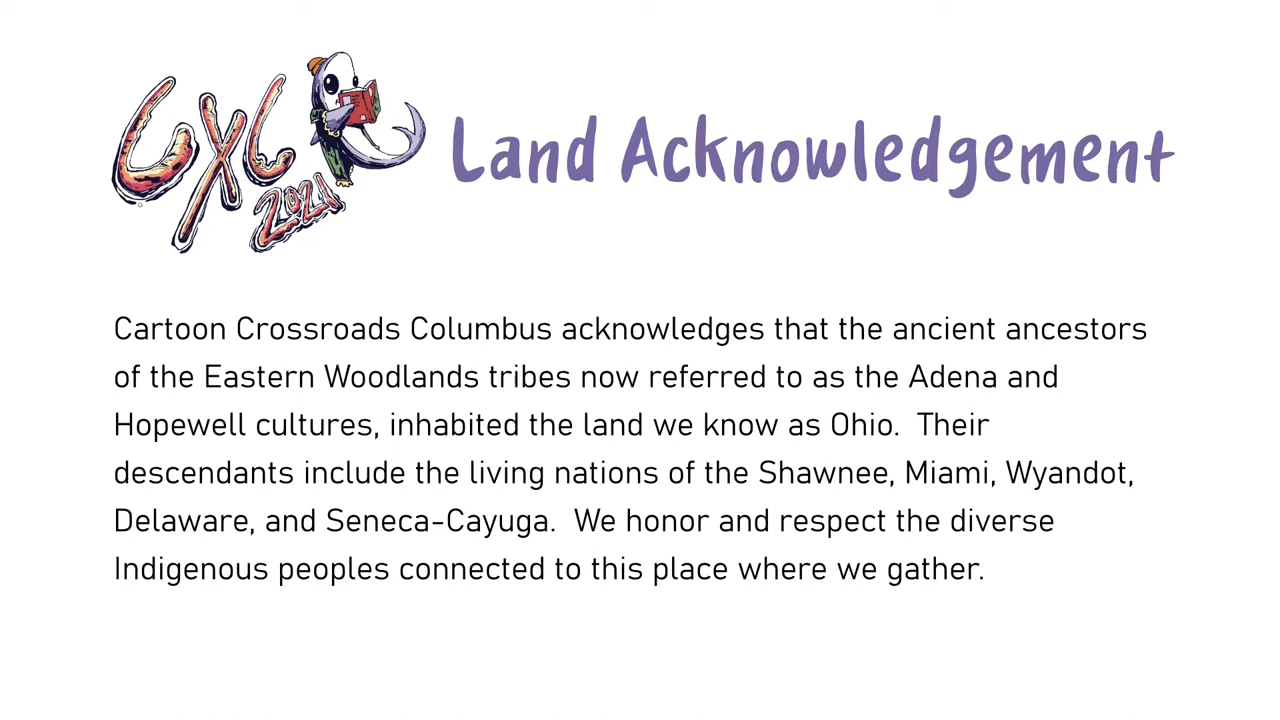 CXC
2021
Land Acknowledgement
Cartoon Crossroads Columbus acknowledges that the ancient ancestors
of the Eastern Woodlands tribes now referred to as the Adena and
Hopewell cultures, inhabited the land we know as Ohio.  Their
descendants include the living nations of the Shawnee, Miami, Wyandot,
Delaware, and Seneca-Cayuga.  We honor and respect the diverse
Indigenous peoples connected to this place where we gather.